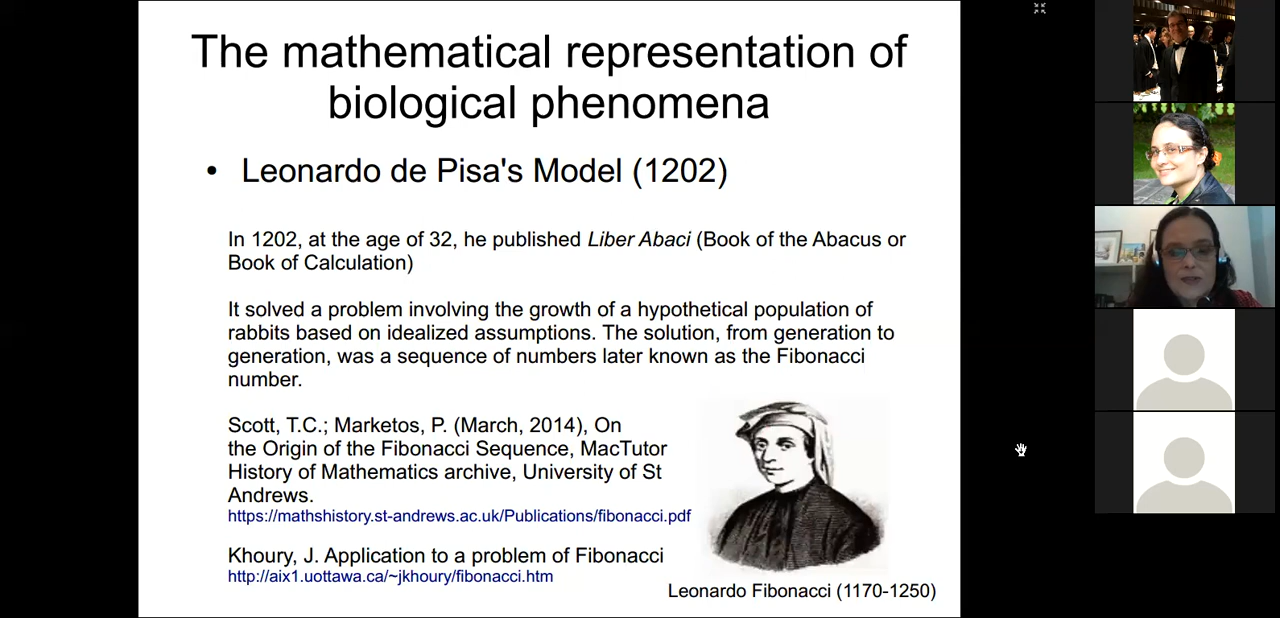 The mathematical representation of
biological phenomena
• Leonardo de Pisa's Model (1202)
In 1202, at the age of 32, he published Liber Abaci (Book of the Abacus or
Book of Calculation)
It solved a problem involving the growth of a hypothetical population of
rabbits based on idealized assumptions. The solution, from generation to
generation, was a sequence of numbers later known as the Fibonacci
number.
Scott, T.C.; Marketos, P. (March, 2014), On
the Origin of the Fibonacci Sequence, MacTutor
History of Mathematics archive, University of St
Andrews.
https://mathshistory.st-andrews.ac.uk/Publications/fibonacci.pdf
Khoury, J. Application to a problem of Fibonacci
http://aix1.uottawa.ca/~jkhoury/fibonacci.htm
Leonardo Fibonacci (1170-1250)